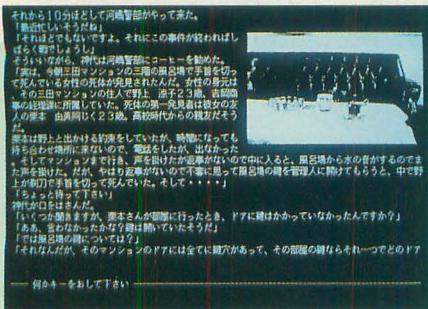 それから10分ほどして河嶋警部がやって来た。
「最近忙しいそうだね」
「それほどでもないですよ。それにこの事件が終われればし
ばらく暇でしょうし」
そういいながら、神代は河嶋警部にコーヒーを勧めた。
「実は、今朝三田マンションの三階の風呂場で手首を切っ
て死んでいる女性の死体が発見されたんだ。女性の身元は
「その三田マンションの住人で野上 涼子23歳、吉岡商
事の経理課に所属していた。死体の第一発見者は彼女の友
人の栗本 由美同じく23歳。高校時代からの親友だそう
だ。
栗本は野上と出かける約束をしていたが、時間になっても
待ち合わせ場所に来ないので、電話をしたが、出なかった
。そしてマンションまで行き、声を掛けたが返事がないので中に入ると、風呂場から水の音がするのでま
た声を掛けた。だが、やはり返事がないので不審に思って風呂場の鍵を管理人に開けてもらうと、中で野
上が剃刀で手首を切って死んでいた。そして・・・・」
「ちょっと待って下さい」
神代が口をはさんだ。
「いくつか聞きますが、栗本さんが部屋に行ったとき、ドアに鍵はかかっていなかったんですか?」
「ああ、言わなかったかな?鍵は開いていたそうだ」
「では風呂場の鍵については?」
「それなんだが、そのマンションのドアには全てに鍵穴があって、その部屋の鍵ならそれ一つでどのドア
何かキーをおして下さい